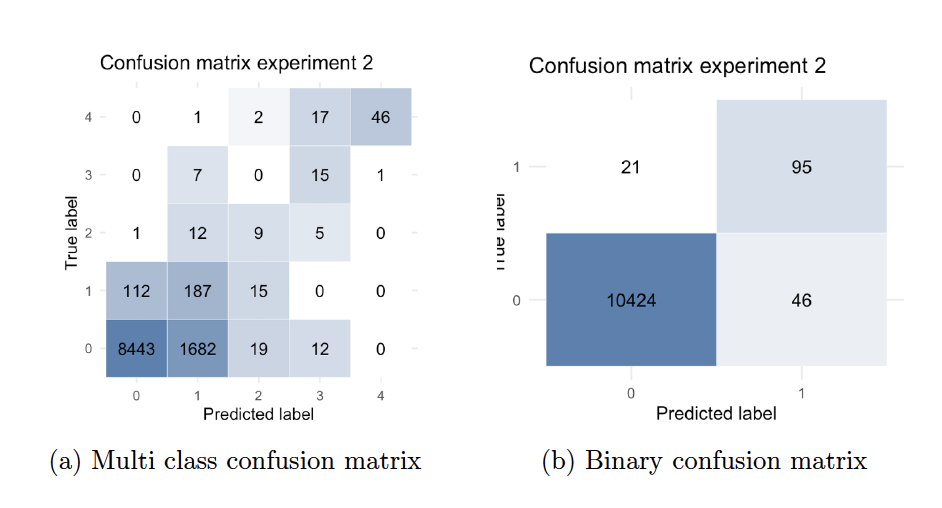 Confusion matrix experiment 2
4 0 1 2 17 46
3 0 7 0 15 1
2 1 12 9 5 0
1 112 187 15 0 0
0 8443 1682 19 12 0
0 1 2 3 4
True label
Predicted label
(a) Multi class confusion matrix
Confusion matrix experiment 2
1 21 95
0 10424 46
0 1
True label
Predicted label
(b) Binary confusion matrix